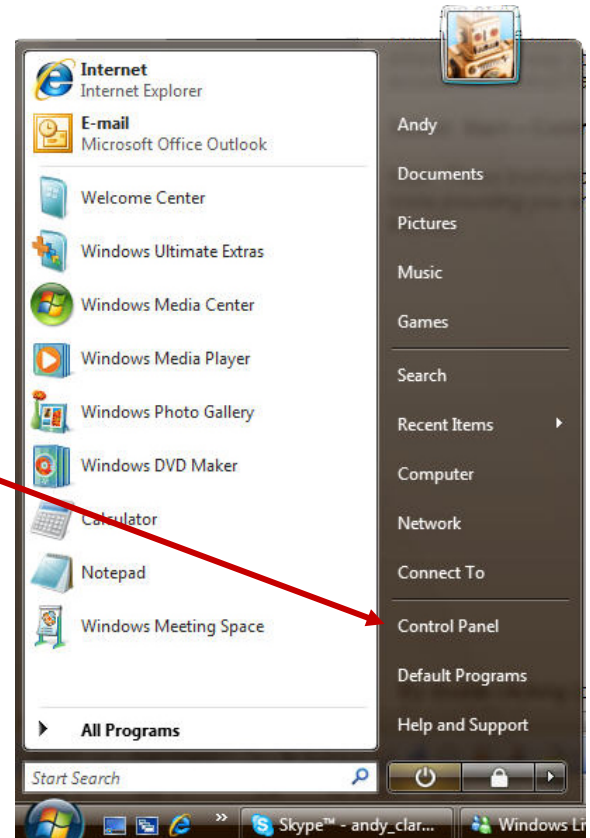 Internet
Internet Explorer
E-mail
Microsoft Office Outlook
Welcome Center
Windows Ultimate Extras
Windows Media Center
Windows Media Player
Windows Photo Gallery
Windows DVD Maker
Calculator
Notepad
Windows Meeting Space
All Programs
Start Search
Andy
Documents
Pictures
Music
Games
Search
Recent Items
Computer
Network
Connect To
Control Panel
Default Programs
Help and Support
Skype™ - andy_clar...
Windows Li